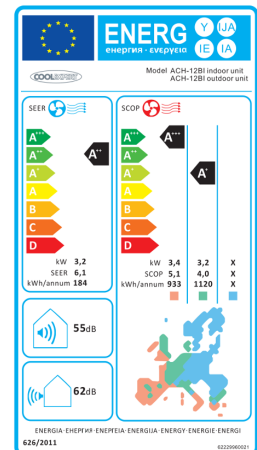 ENERG Y IJA
енергия · ενεργεια IE IA
COOLEXPERT
Model ACH-12BI indoor unit
ACH-12BI outdoor unit
SEER
SCOP
A+++
A++
A+
A
B
C
D
A++
A+++
A++
A+
A
B
C
D
A+++
A+
kW 3,2
SEER 6,1
kWh/annum 184
kW 3,4 3,2 X
SCOP 5,1 4,0 X
kWh/annum 933 1120 X
55dB
62dB
ENERGIA·ЕНЕРГИЯ·ΕΝΕΡΓΕΙΑ·ENERGIJA·ENERGY·ENERGIE·ENERGI
626/2011
62229960021